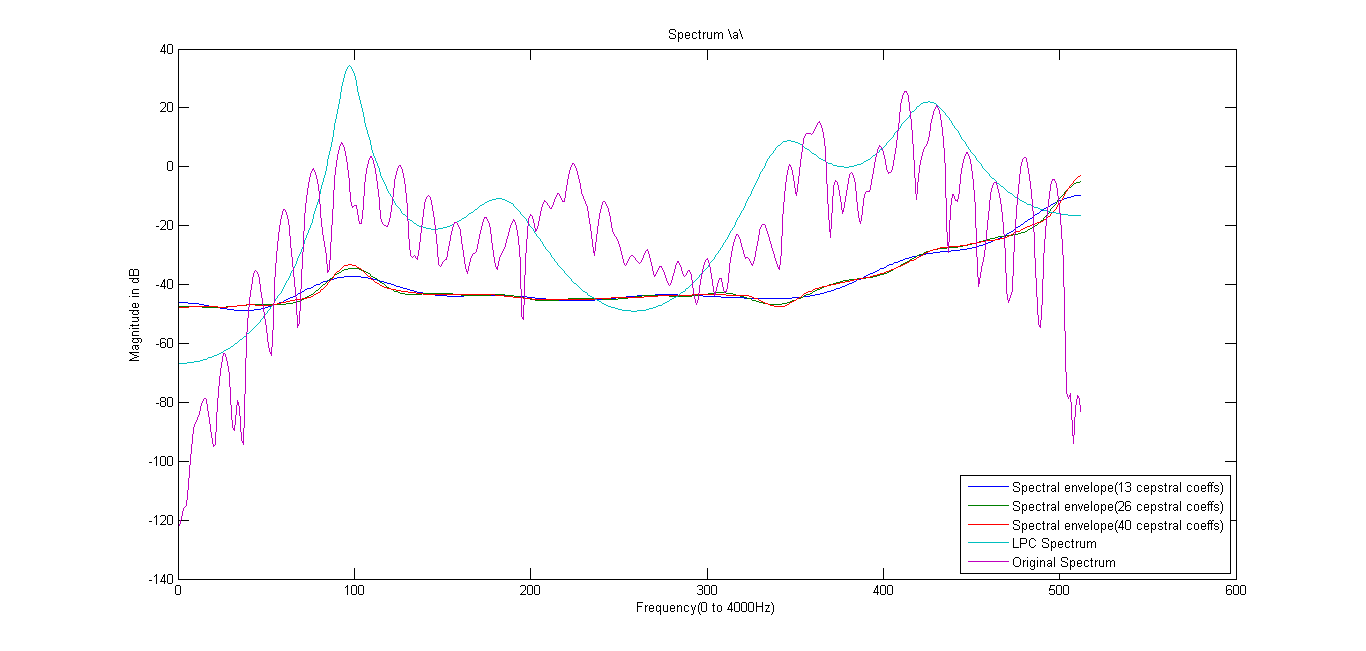 Spectrum \a\
40
20
0
-20
-40
-60
-80
-100
-120
-140
Magnitude in dB
0 100 200 300 400 500 600
Frequency(0 to 4000Hz)
Spectral envelope(13 cepstral coeffs)
Spectral envelope(26 cepstral coeffs)
Spectral envelope(40 cepstral coeffs)
LPC Spectrum
Original Spectrum